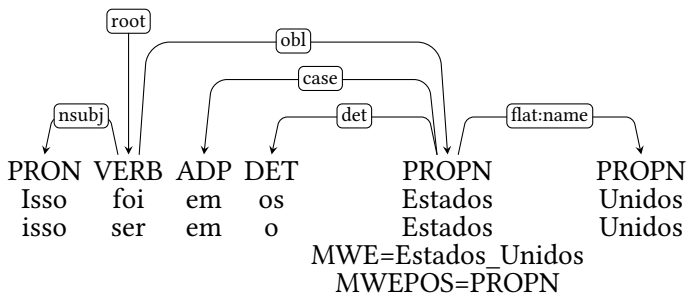 root
obl
case
nsubj det flat:name
PRON VERB ADP DET PROPN PROPN
Isso foi em os Estados Unidos
isso ser em o Estados Unidos
MWE=Estados_Unidos
MWEPOS=PROPN